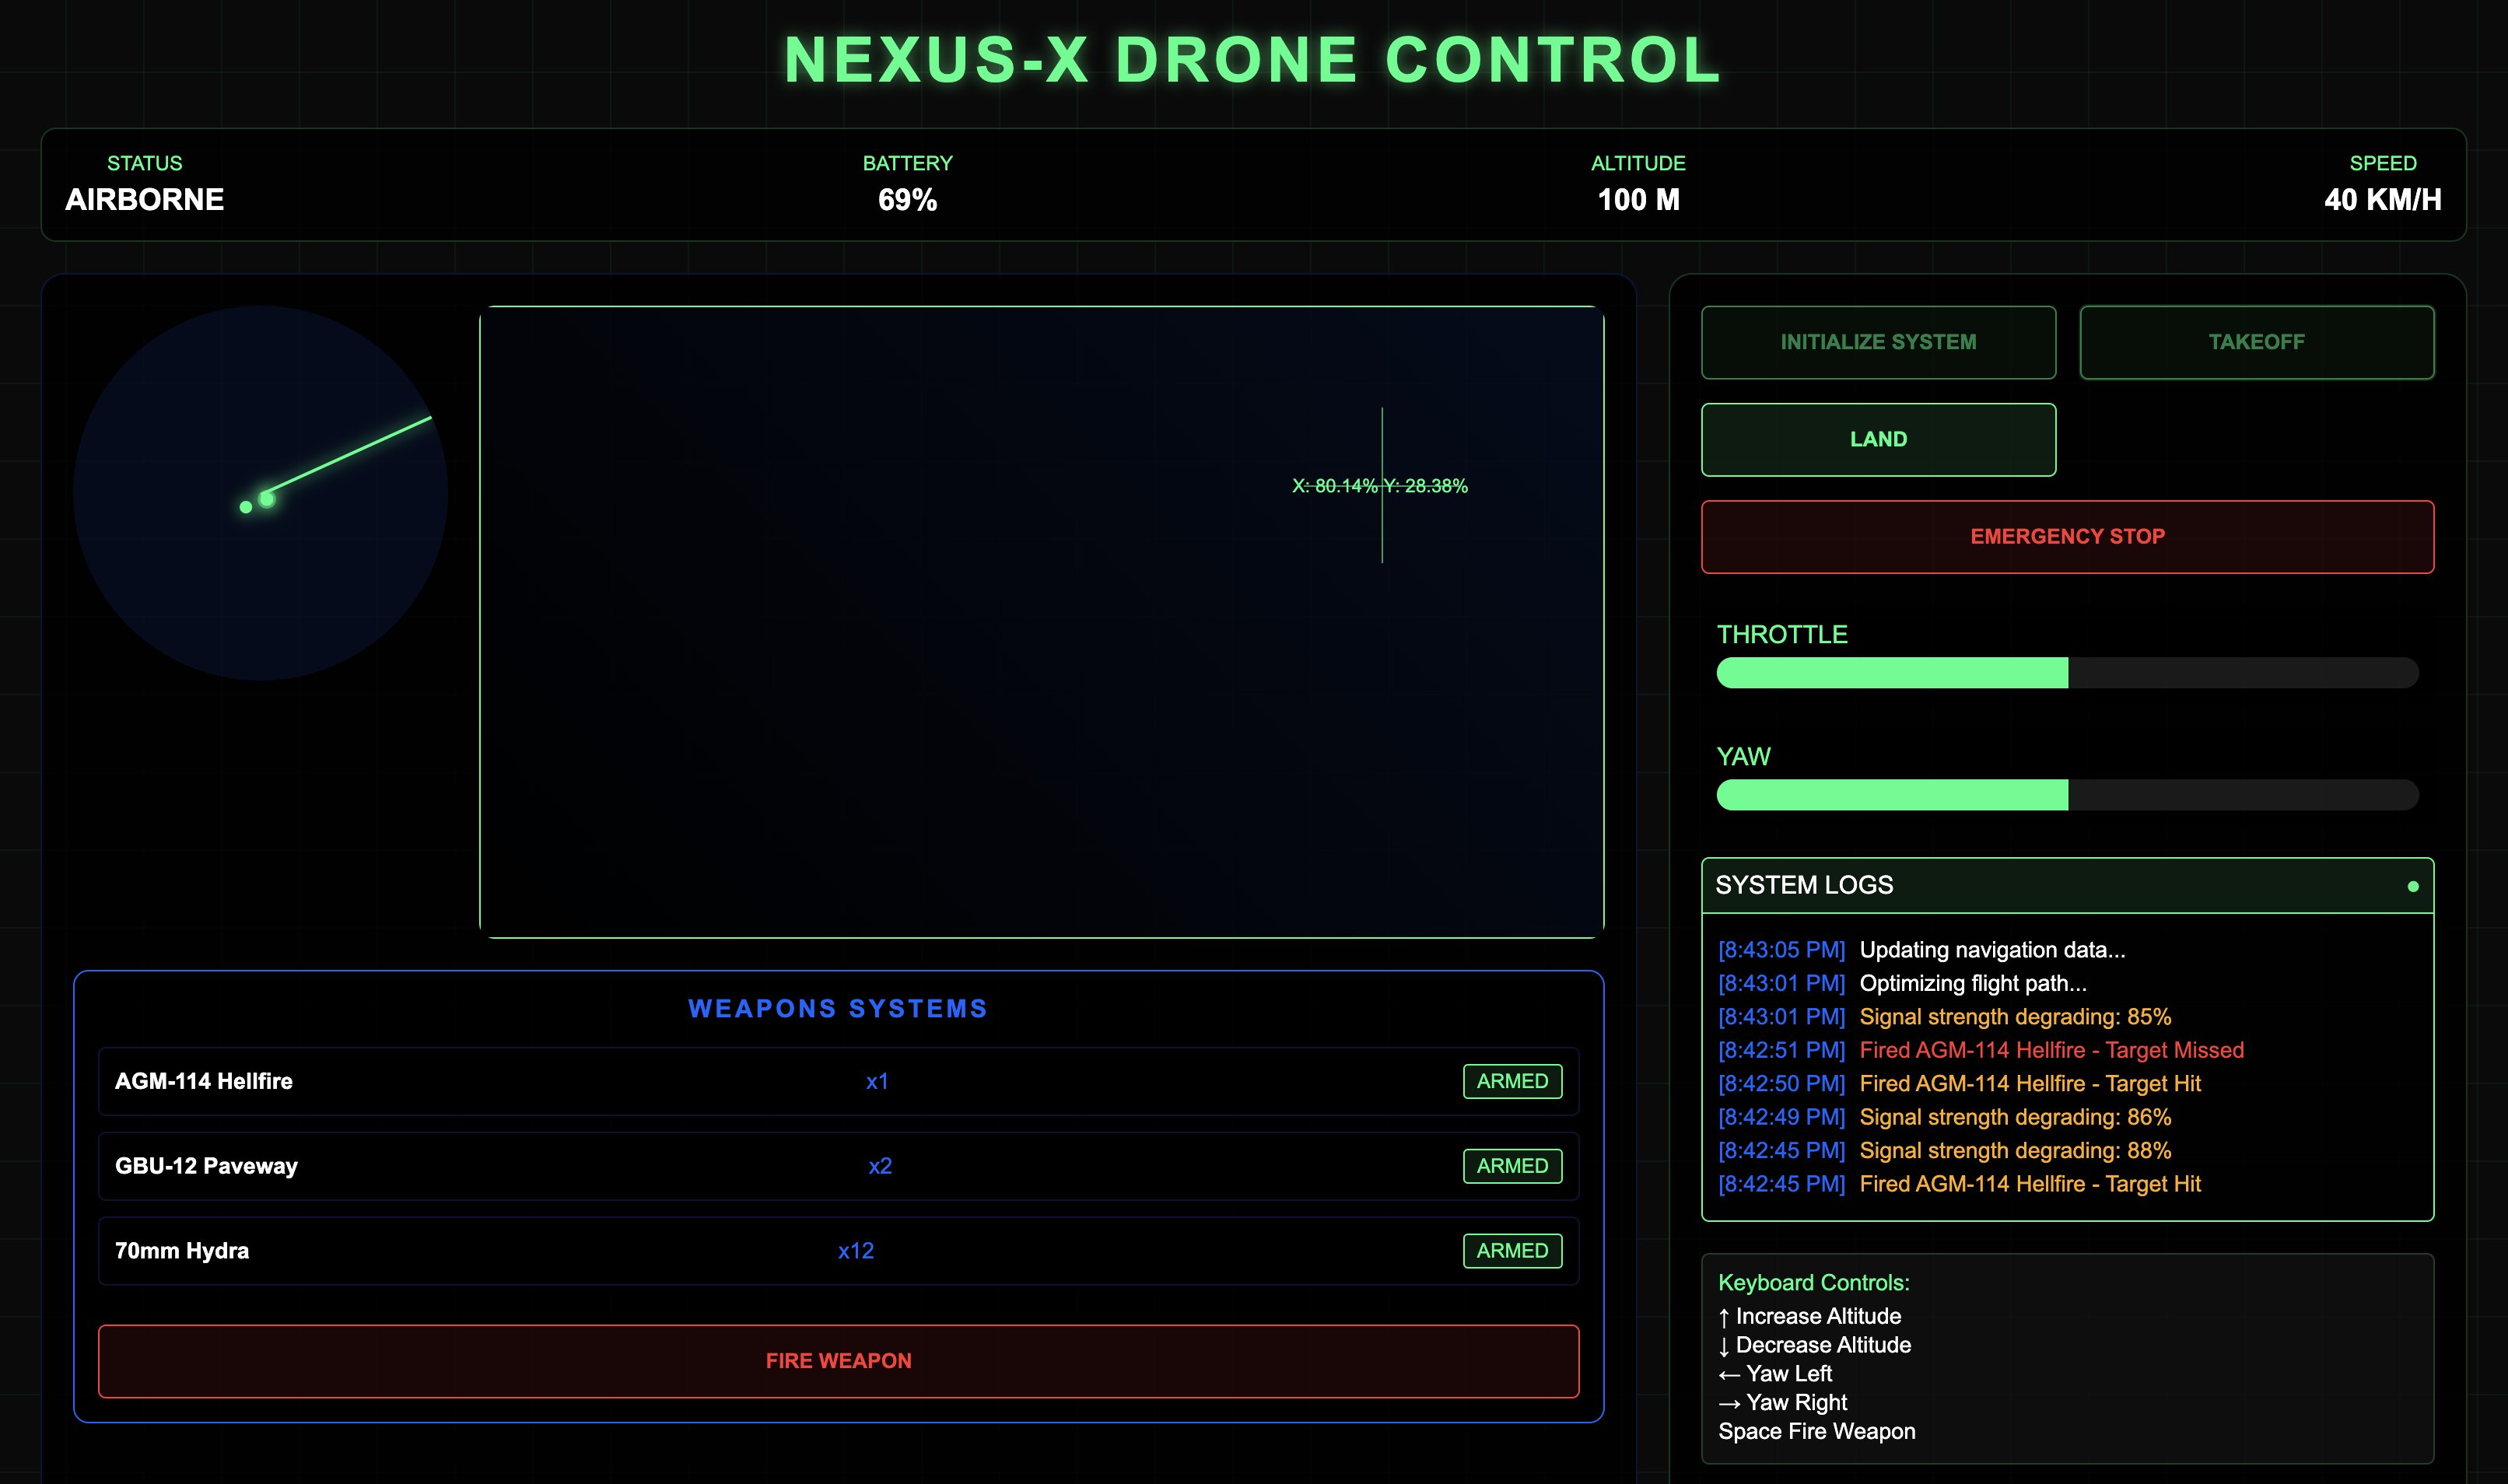 NEXUS-X DRONE CONTROL
STATUS
AIRBORNE
BATTERY
69%
ALTITUDE
100 M
SPEED
40 KM/H
X: 80.14% Y: 28.38%
WEAPONS SYSTEMS
AGM-114 Hellfire x1 ARMED
GBU-12 Paveway x2 ARMED
70mm Hydra x12 ARMED
FIRE WEAPON
INITIALIZE SYSTEM
TAKEOFF
LAND
EMERGENCY STOP
THROTTLE
YAW
SYSTEM LOGS
[8:43:05 PM] Updating navigation data...
[8:43:01 PM] Optimizing flight path...
[8:43:01 PM] Signal strength degrading: 85%
[8:42:51 PM] Fired AGM-114 Hellfire - Target Missed
[8:42:50 PM] Fired AGM-114 Hellfire - Target Hit
[8:42:49 PM] Signal strength degrading: 86%
[8:42:45 PM] Signal strength degrading: 88%
[8:42:45 PM] Fired AGM-114 Hellfire - Target Hit
Keyboard Controls:
↑ Increase Altitude
↓ Decrease Altitude
← Yaw Left
→ Yaw Right
Space Fire Weapon